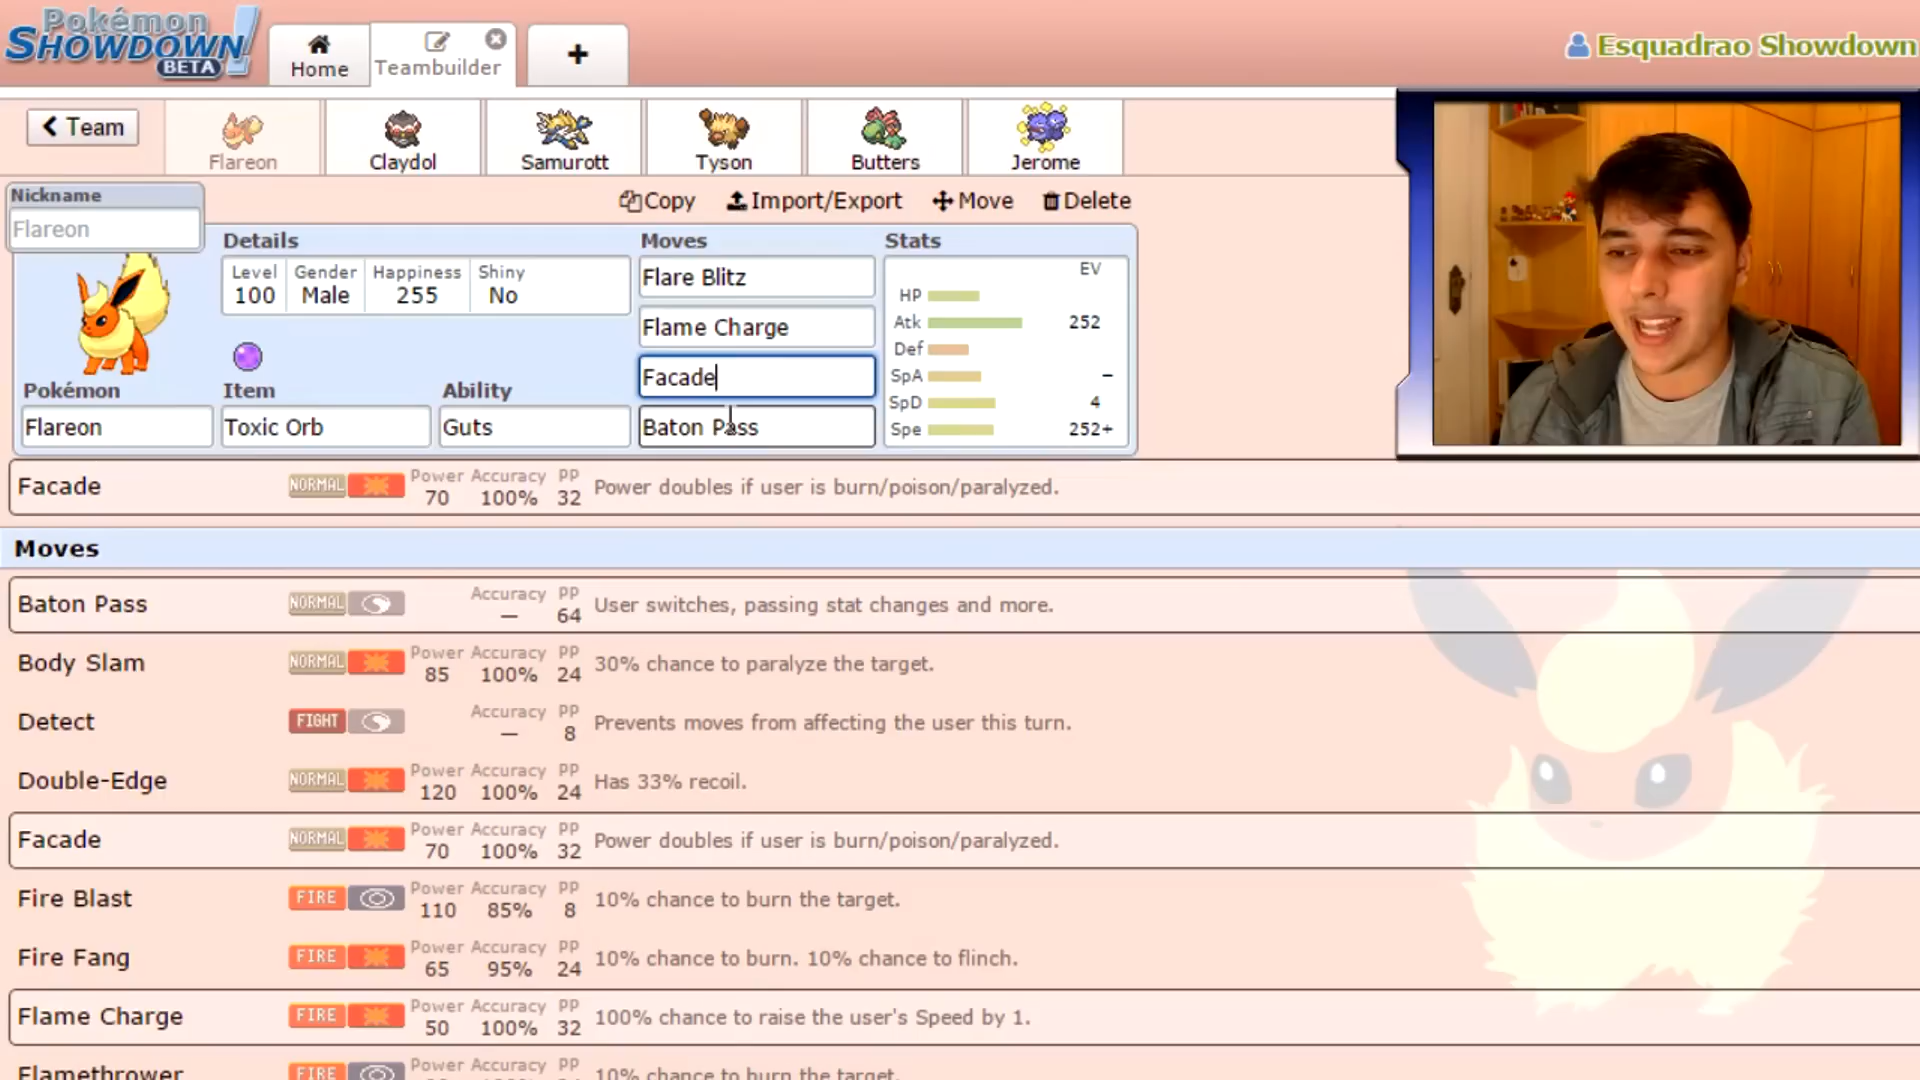 Pokémon
SHOWDOWN!
BETA
Home
Teambuilder
+
Esquadrao Showdown
Team
Flareon
Claydol
Samurott
Tyson
Butters
Jerome
Nickname
Flareon
Copy
Import/Export
Move
Delete
Details
Level
100
Gender
Male
Happiness
255
Shiny
No
Pokémon
Flareon
Item
Toxic Orb
Ability
Guts
Moves
Flare Blitz
Flame Charge
Facade
Baton Pass
Stats
EV
HP
Atk 252
Def
SpA –
SpD 4
Spe 252+
Facade NORMAL Power 70 Accuracy 100% PP 32 Power doubles if user is burn/poison/paralyzed.
Moves
Baton Pass NORMAL Accuracy — PP 64 User switches, passing stat changes and more.
Body Slam NORMAL Power 85 Accuracy 100% PP 24 30% chance to paralyze the target.
Detect FIGHT Accuracy — PP 8 Prevents moves from affecting the user this turn.
Double-Edge NORMAL Power 120 Accuracy 100% PP 24 Has 33% recoil.
Facade NORMAL Power 70 Accuracy 100% PP 32 Power doubles if user is burn/poison/paralyzed.
Fire Blast FIRE Power 110 Accuracy 85% PP 8 10% chance to burn the target.
Fire Fang FIRE Power 65 Accuracy 95% PP 24 10% chance to burn. 10% chance to flinch.
Flame Charge FIRE Power 50 Accuracy 100% PP 32 100% chance to raise the user's Speed by 1.
Flamethrower FIRE Power Accuracy PP 10% chance to burn the target.